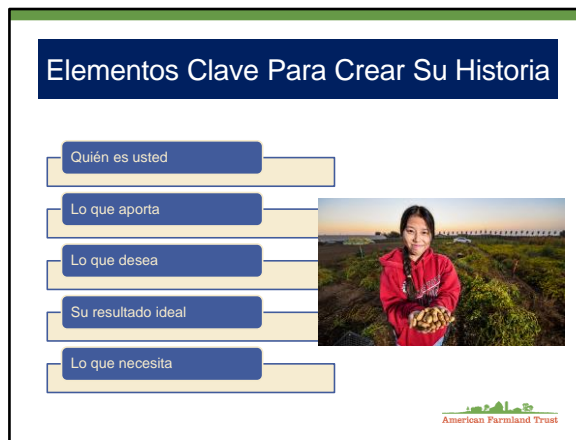 Elementos Clave Para Crear Su Historia
Quién es usted
Lo que aporta
Lo que desea
Su resultado ideal
Lo que necesita
American Farmland Trust